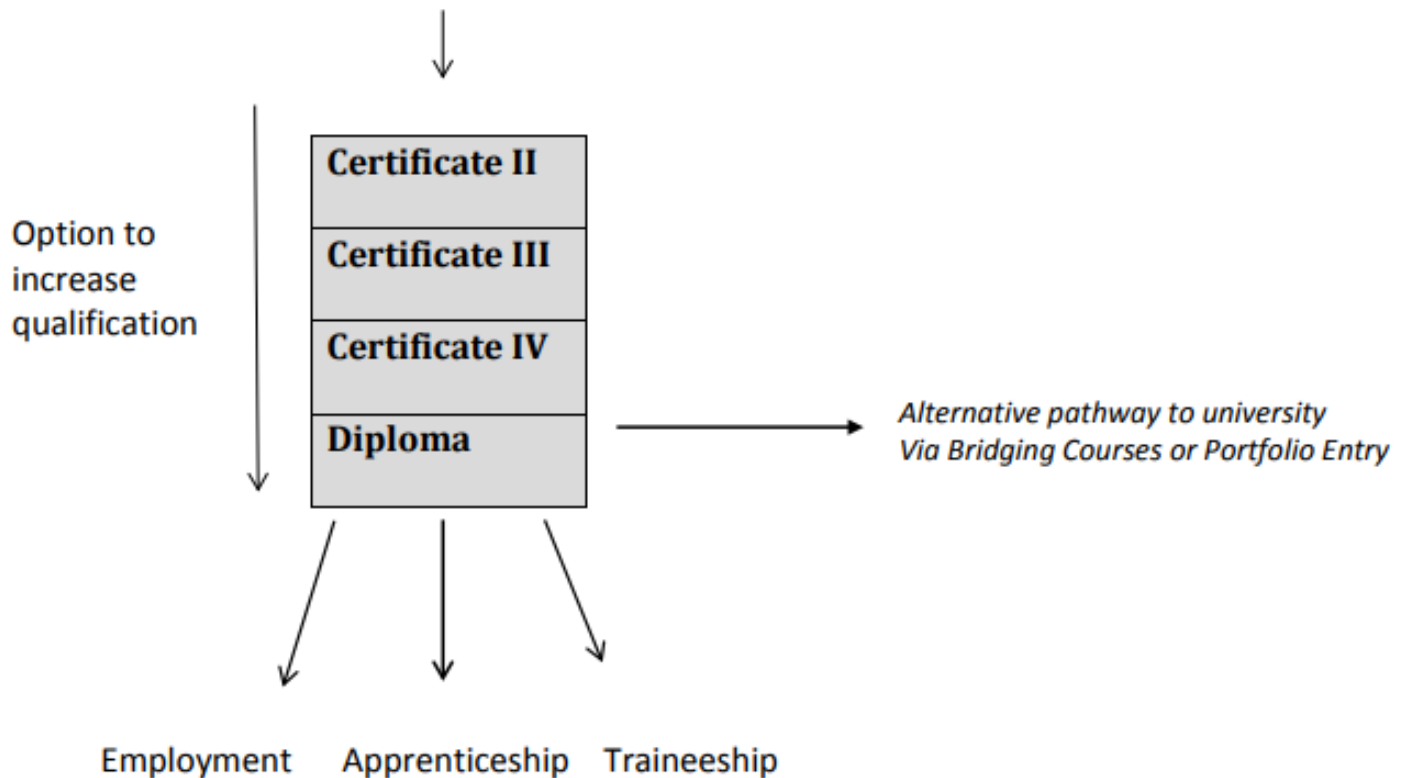 Certificate II
Option to
increase
qualification
Certificate III
Certificate IV
Diploma
Alternative pathway to university
Via Bridging Courses or Portfolio Entry
Employment Apprenticeship Traineeship